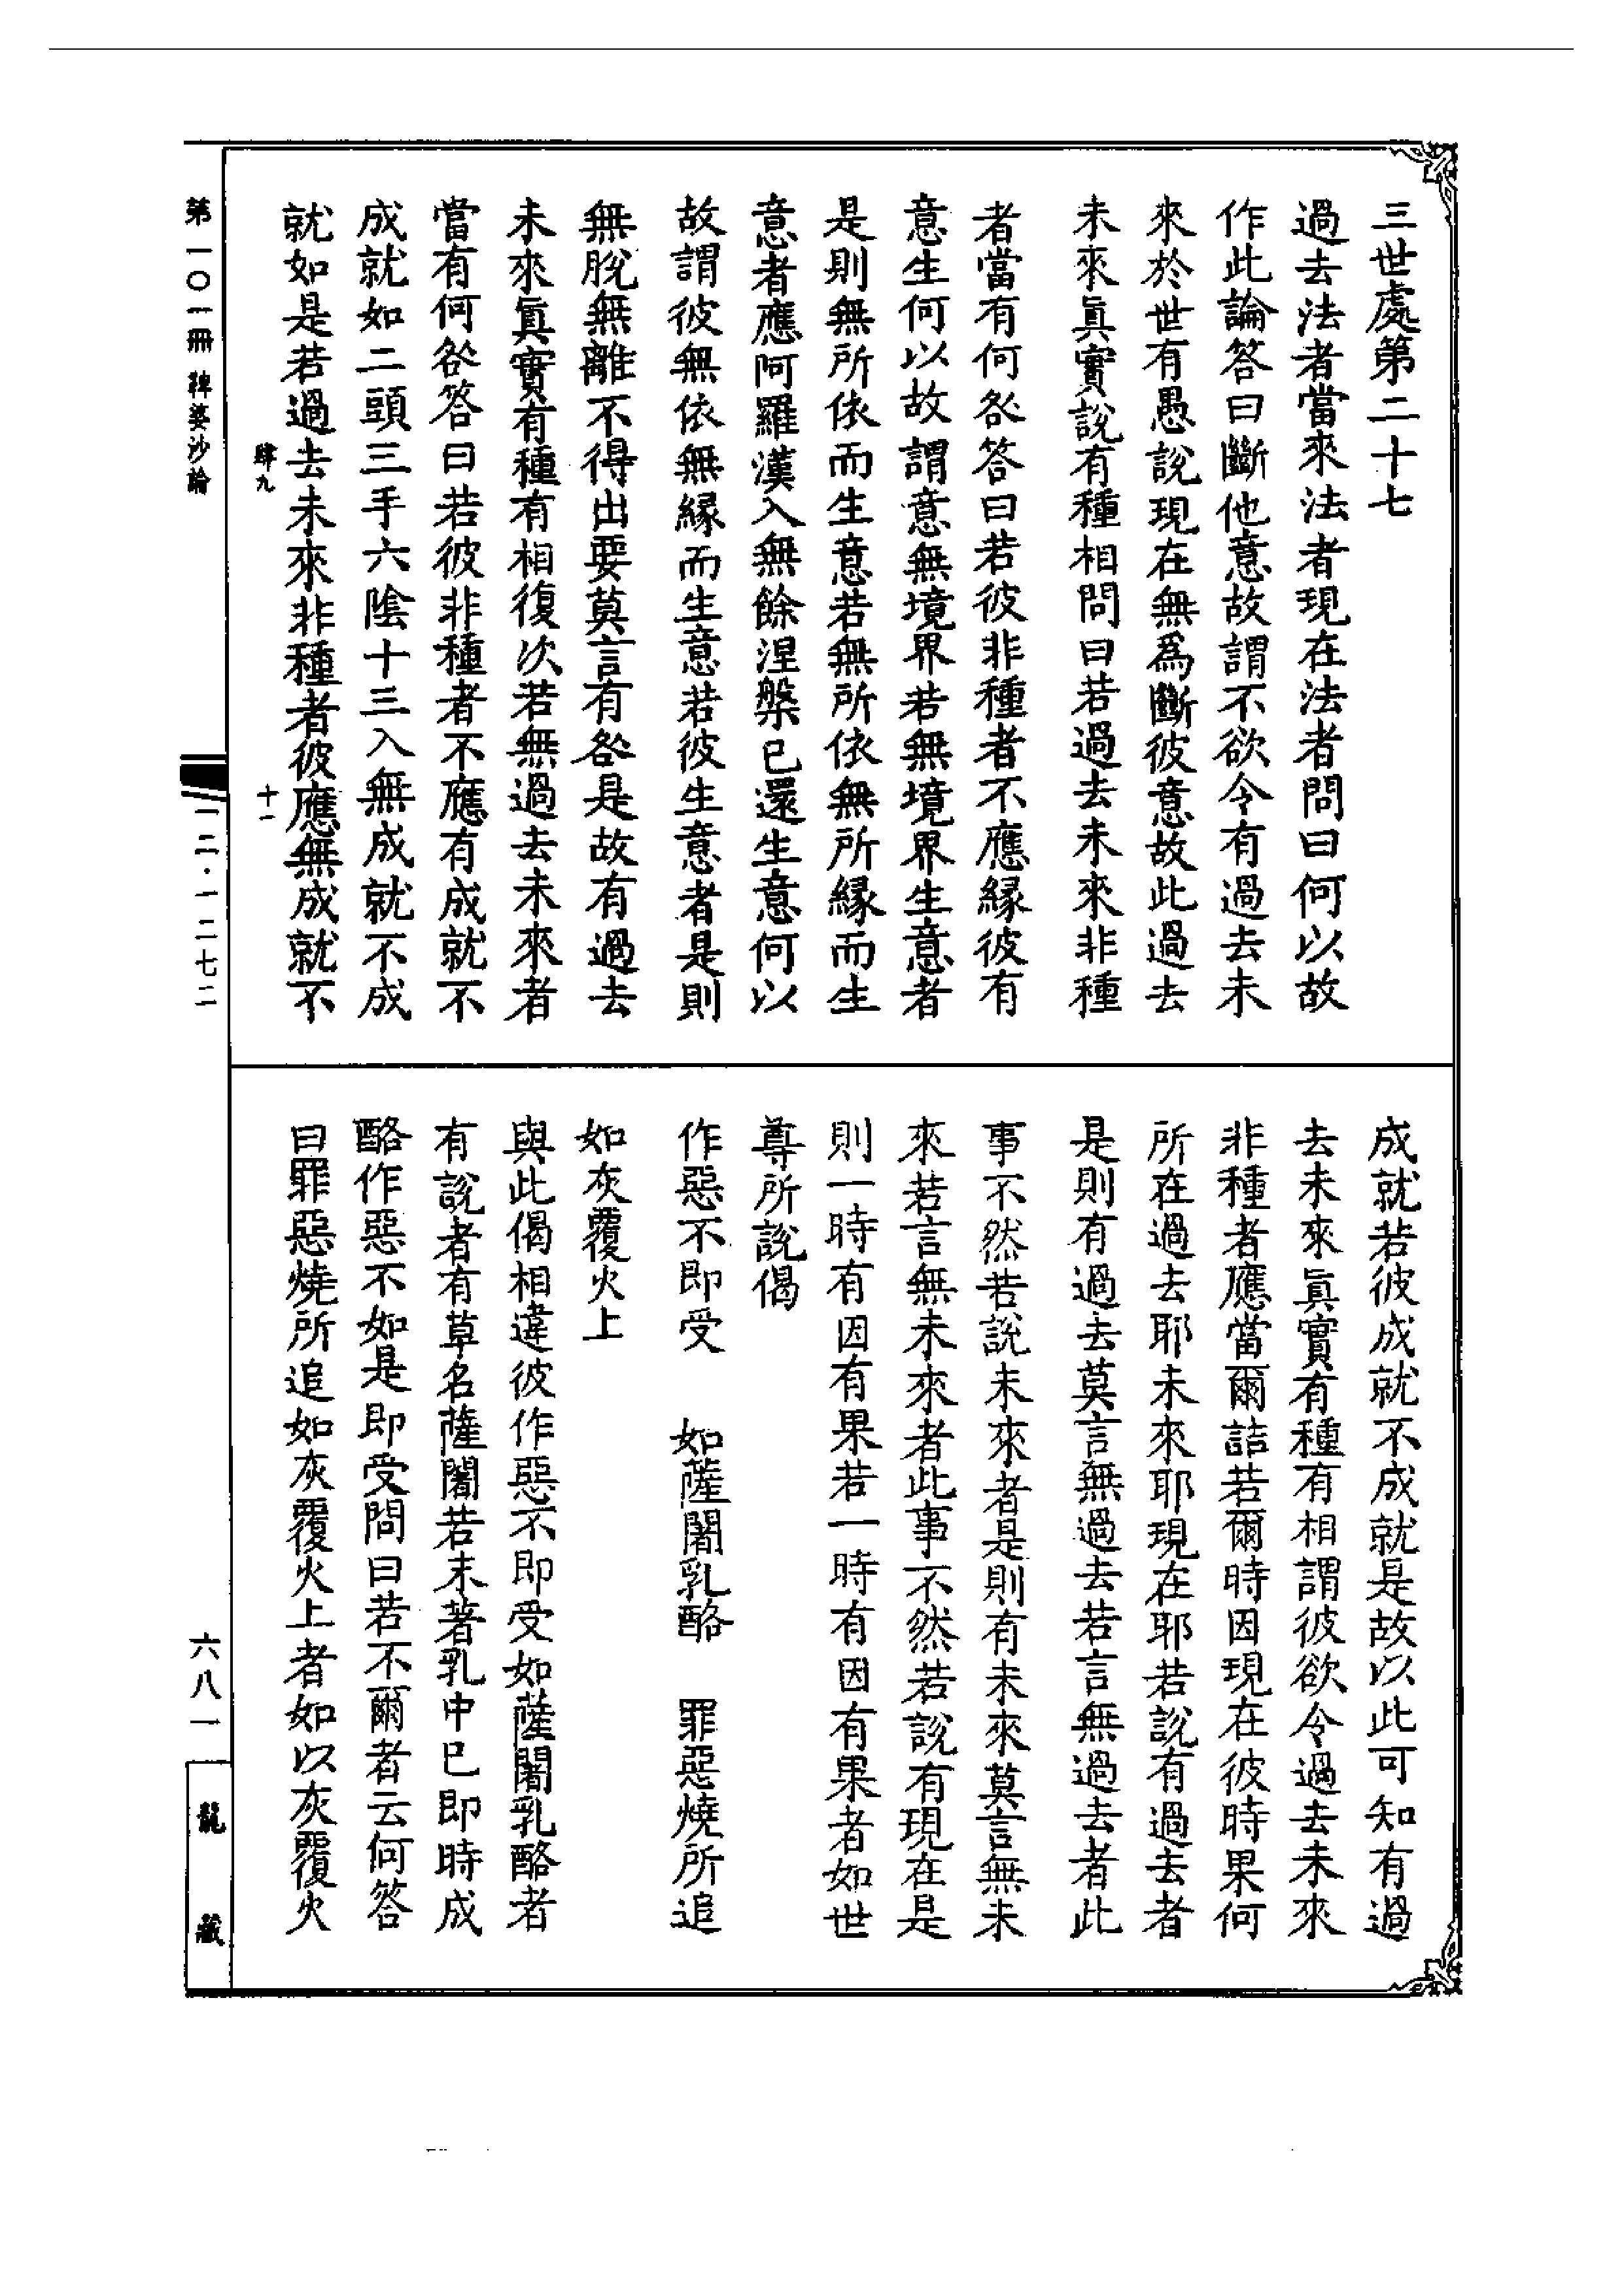 三世處第二十七
過去法者當來法者現在法者問曰何以故
作此論答曰斷他意故謂不欲令有過去未
來於世有愚說現在無為斷彼意故此過去
未來眞實說有種相問曰若過去未來非種
者當有何咎答曰若彼非種者不應緣彼有
意生何以故謂意無境界若無境界生意者
是則無所依而生意若無所依無所緣而生
意者應阿羅漢入無餘涅槃已還生意何以
故謂彼無依無緣而生意若彼生意者是則
無脫無離不得出要莫言有咎是故有過去
未來眞實有種有相復次若無過去未來者
當有何咎答曰若彼非種者不應有成就不
成就如二頭三手六陰十三入無成就不成
就如是若過去未來非種者彼應無成就不
肆九
十一
成就若彼成就不成就是故以此可知有過
去未來眞實有種有相謂彼欲令過去未來
非種者應當爾詰若爾時因現在彼時果何
所在過去耶未來耶現在耶若說有過去者
是則有過去莫言無過去若言無過去者此
事不然若說未來者是則有未來莫言無未
來若言無未來者此事不然若說有現在是
則一時有因有果若一時有因有果者如世
尊所說偈
作惡不即受 如薩闍乳酪 罪惡燒所追
如灰覆火上
與此偈相違彼作惡不即受如薩闍乳酪者
有說者有草名薩闍若末著乳中已即時成
酪作惡不如是即受問曰若不爾者云何答
曰罪惡燒所追如灰覆火上者如以灰覆火
第一〇一冊 鞞婆沙論
一二·一二七二
六八一
龍藏